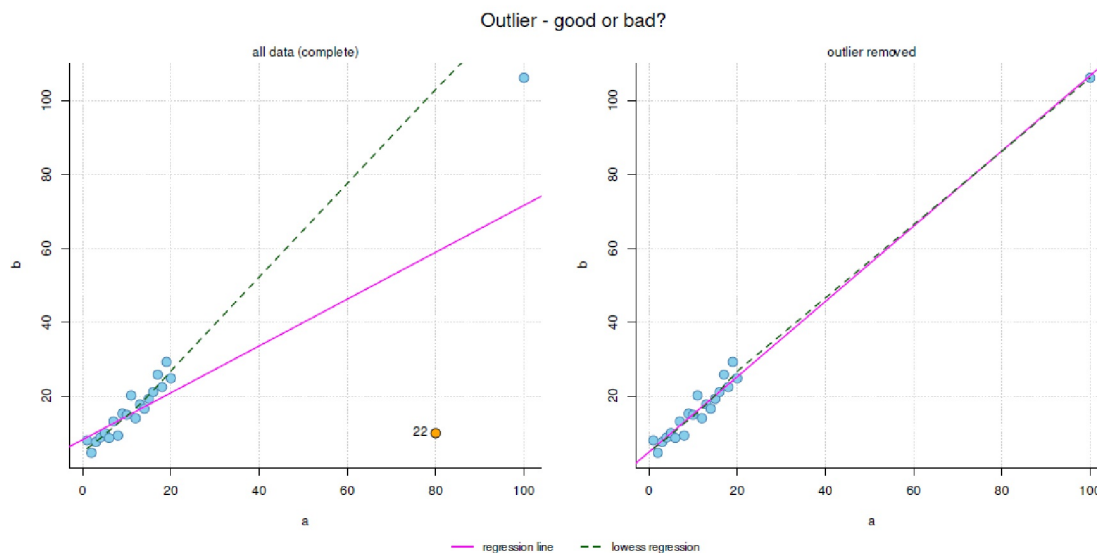 Outlier - good or bad?
all data (complete)
outlier removed
100
80
60
40
20
b
22
0 20 40 60 80 100
a
100
80
60
40
20
b
0 20 40 60 80 100
a
regression line
lowess regression